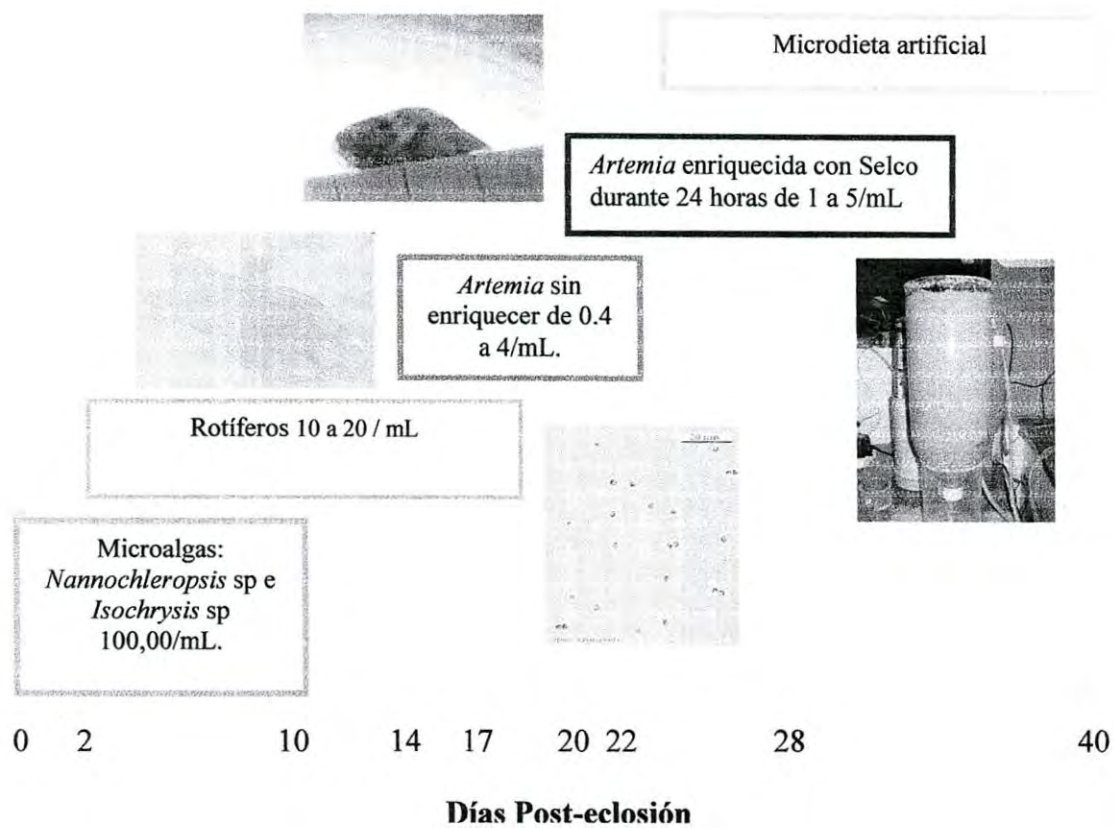 Microdieta artificial
Artemia enriquecida con Selco
durante 24 horas de 1 a 5/mL
Artemia sin
enriquecer de 0.4
a 4/mL.
Rotíferos 10 a 20 / mL
Microalgas:
Nannochleropsis sp e
Isochrysis sp
100,00/mL.
0 2 10 14 17 20 22 28 40
Días Post-eclosión